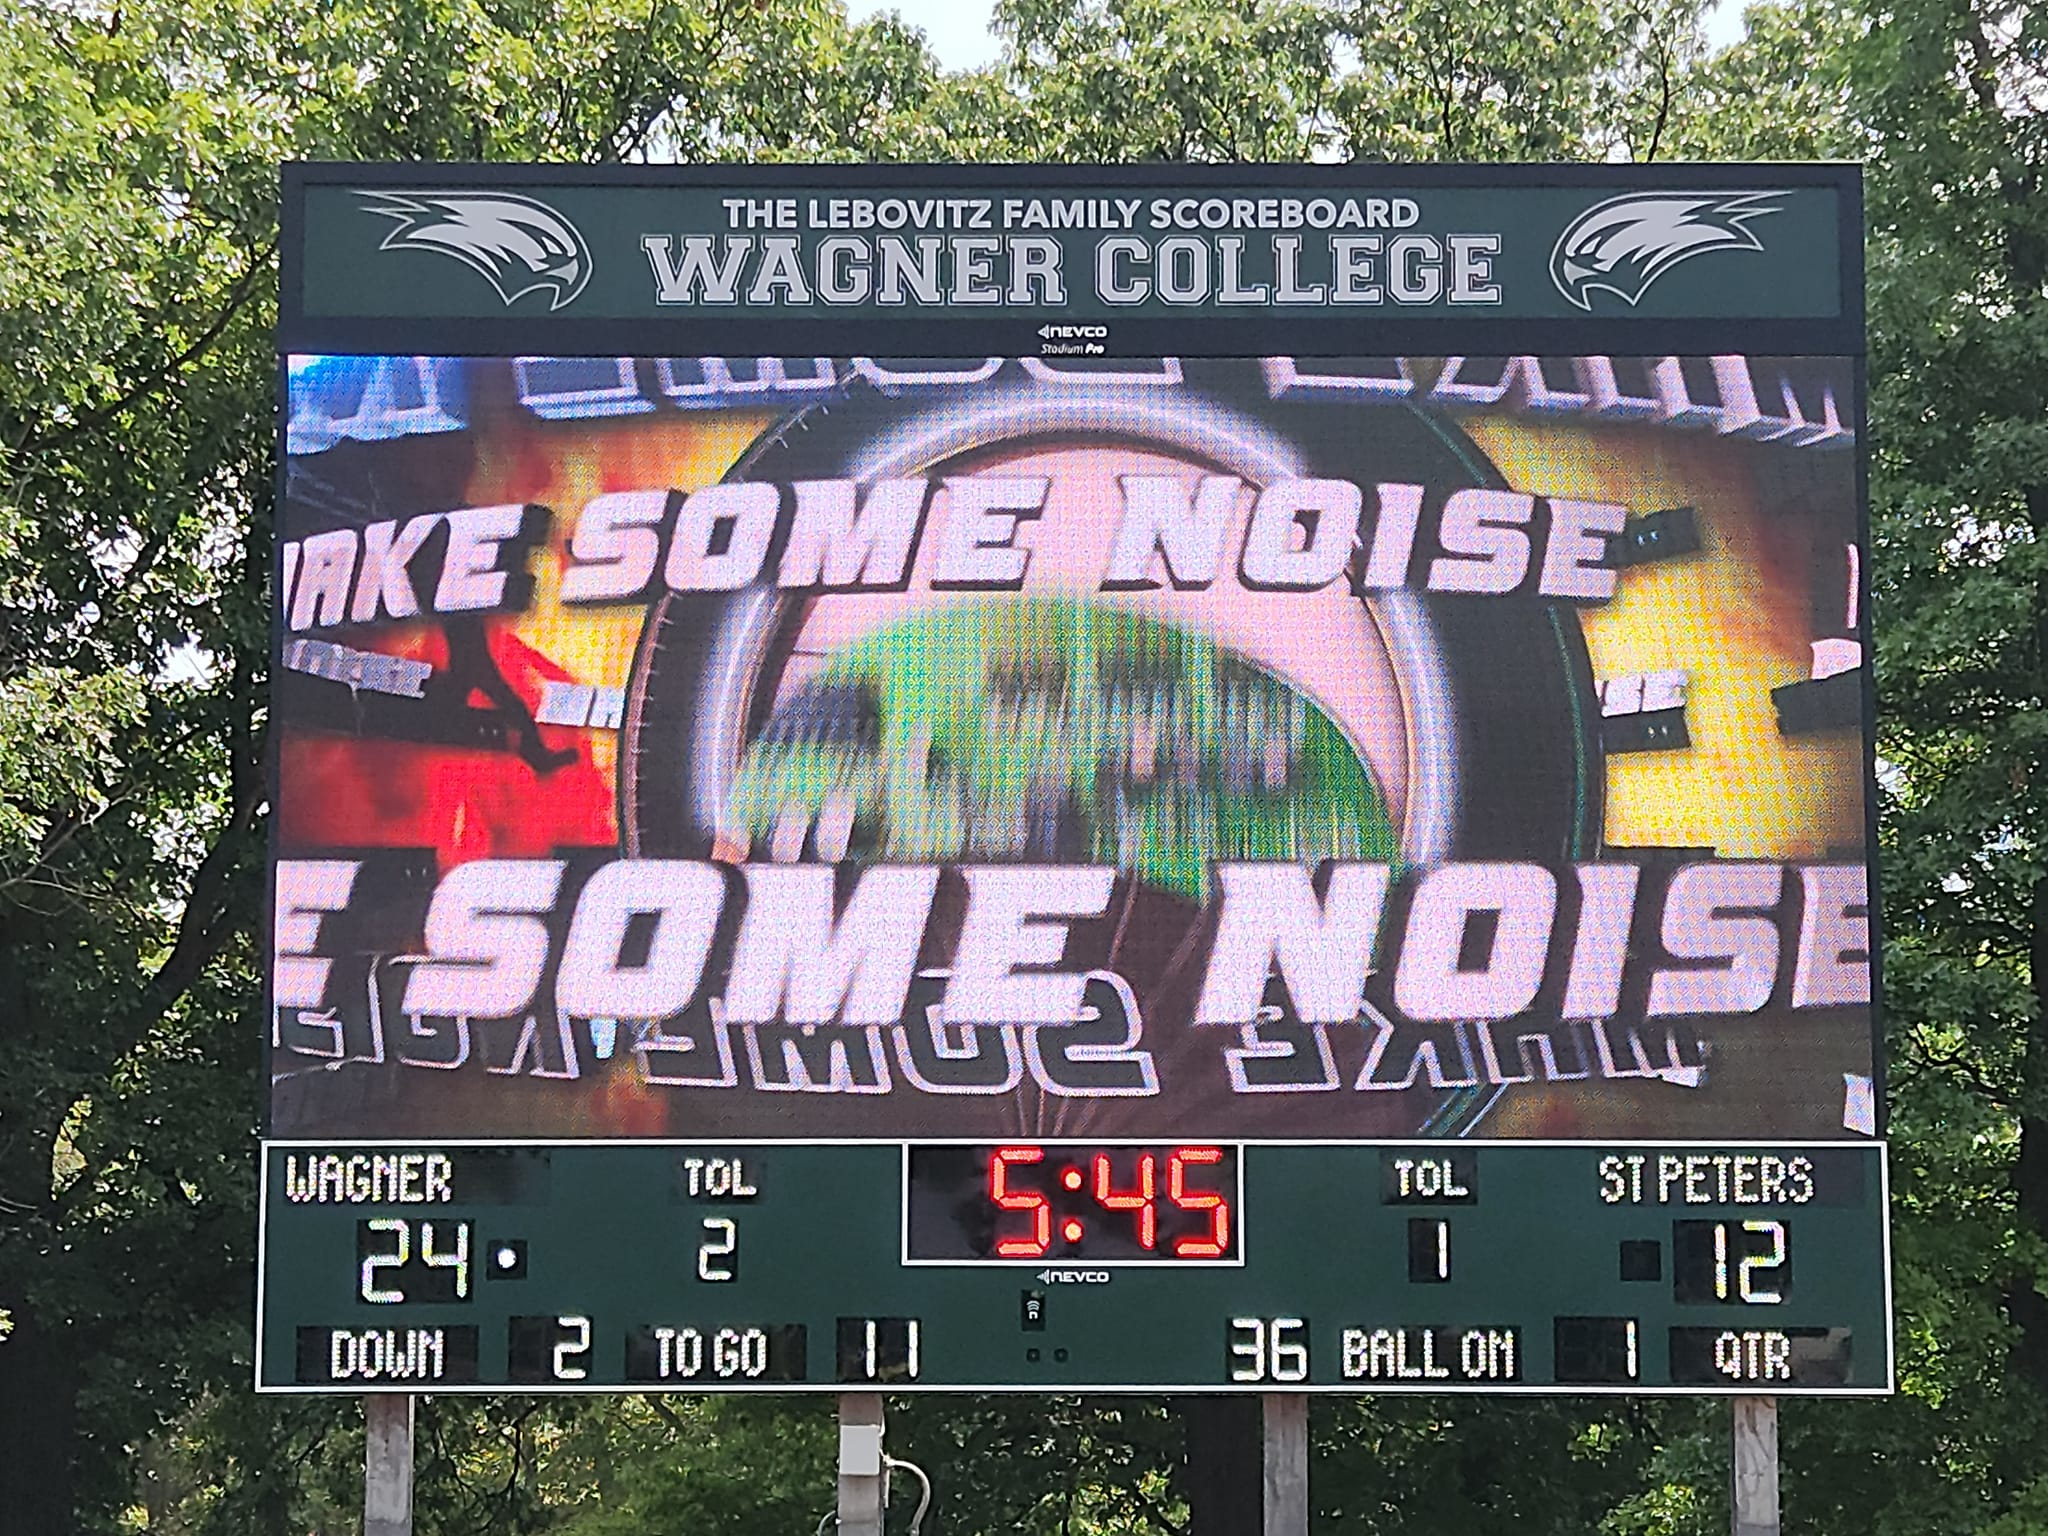 THE LEBOVITZ FAMILY SCOREBOARD
WAGNER COLLEGE
NEVCO
Stadium Pro
MAKE SOME NOISE
SOME NOISE
WAGNER TOL 5:45 TOL ST PETERS
24 2 1 12
NEVCO
DOWN 2 TO GO 11 36 BALL ON 1 QTR